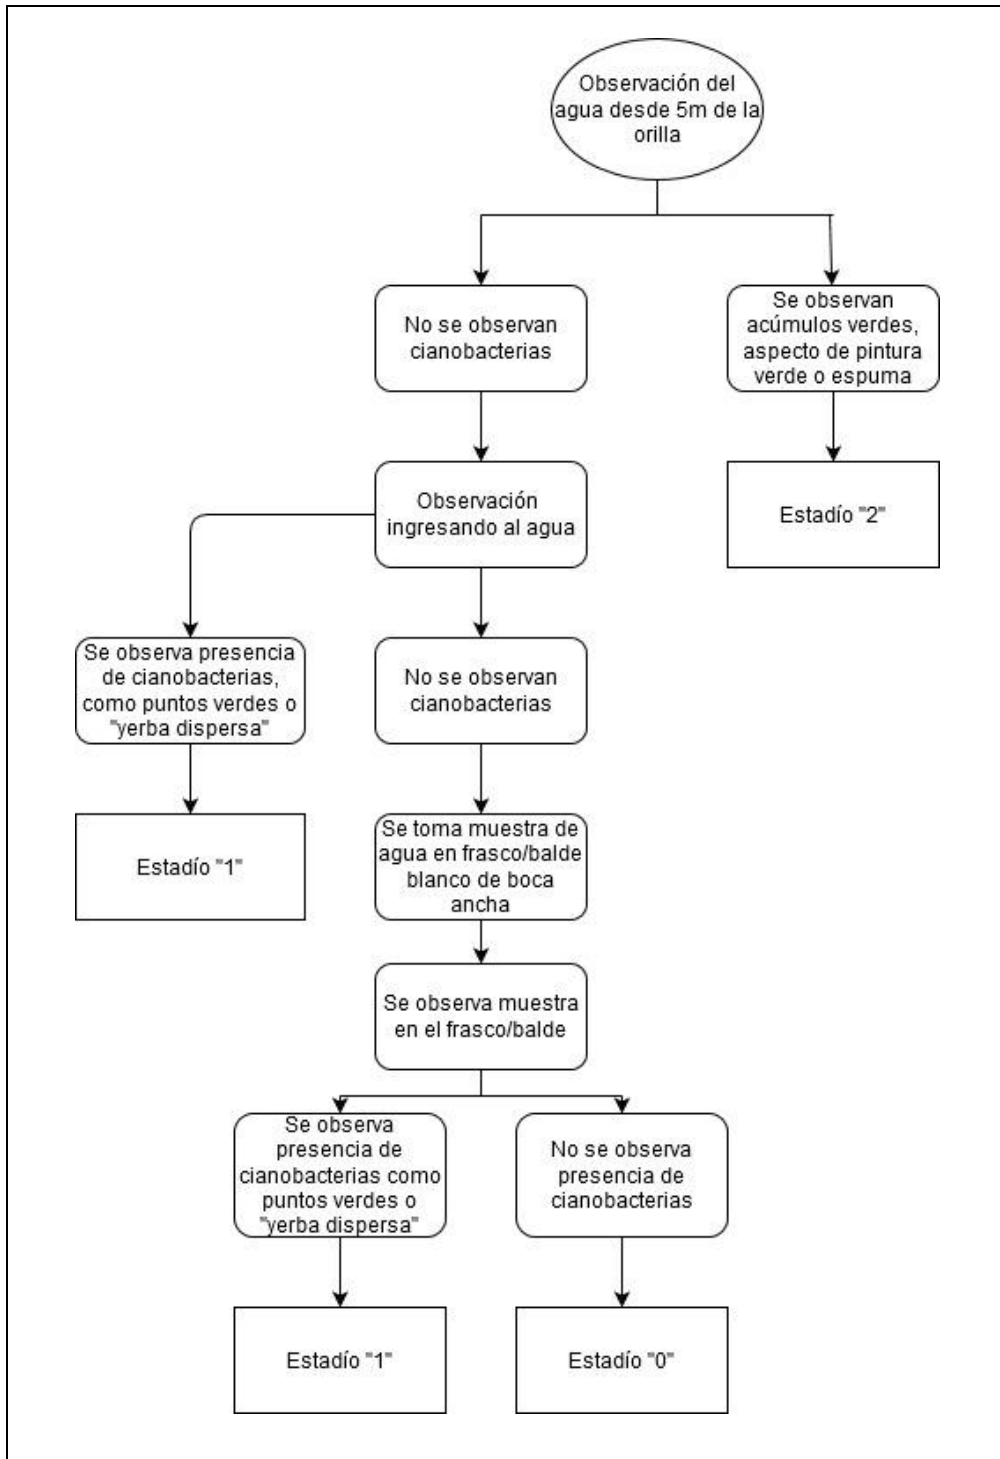 Observación del
agua desde 5m de la
orilla
No se observan
cianobacterias
Se observan
acúmulos verdes,
aspecto de pintura
verde o espuma
Observación
ingresando al agua
Estadío "2"
Se observa presencia
de cianobacterias,
como puntos verdes o
"yerba dispersa"
No se observan
cianobacterias
Estadío "1"
Se toma muestra de
agua en frasco/balde
blanco de boca
ancha
Se observa muestra
en el frasco/balde
Se observa
presencia de
cianobacterias como
puntos verdes o
"yerba dispersa"
No se observa
presencia de
cianobacterias
Estadío "1"
Estadío "0"